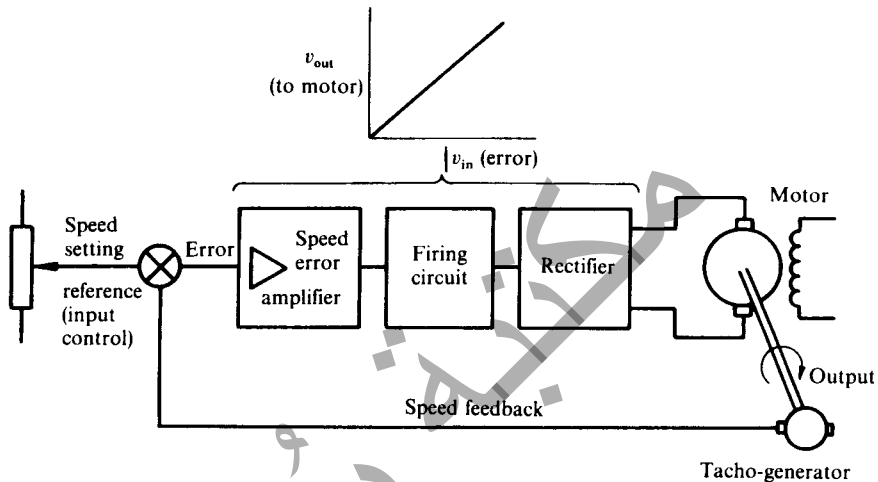 v_out
(to motor)
v_in (error)
Motor
Speed
setting
reference
(input
control)
Error
Speed
error
amplifier
Firing
circuit
Rectifier
Output
Speed feedback
Tacho-generator